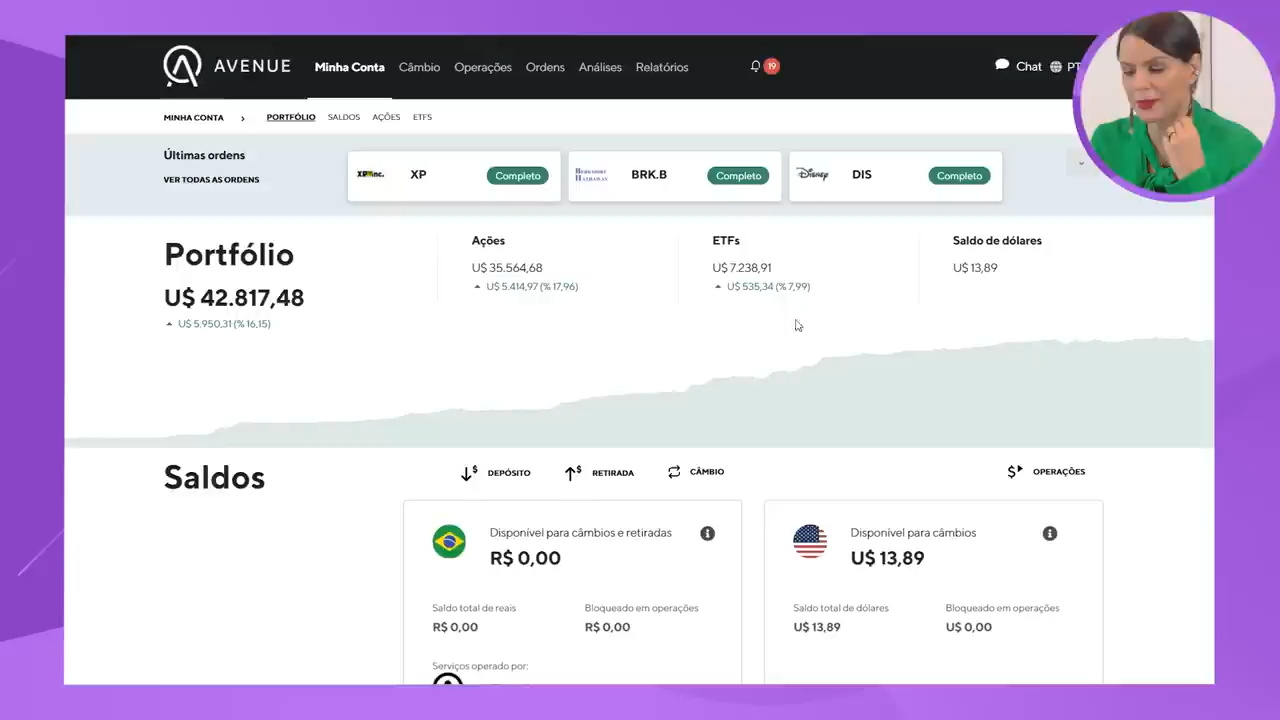 AVENUE
Minha Conta Câmbio Operações Ordens Análises Relatórios
19
Chat PT
MINHA CONTA > PORTFÓLIO SALDOS AÇÕES ETFS
Últimas ordens
VER TODAS AS ORDENS
XP inc. XP Completo
BERKSHIRE HATHAWAY BRK.B Completo
Disney DIS Completo
Portfólio
U$ 42.817,48
U$ 5.950,31 (% 16,15)
Ações
U$ 35.564,68
U$ 5.414,97 (% 17,96)
ETFs
U$ 7.238,91
U$ 535,34 (% 7,99)
Saldo de dólares
U$ 13,89
Saldos
DEPÓSITO RETIRADA CÂMBIO OPERAÇÕES
Disponível para câmbios e retiradas
R$ 0,00
Saldo total de reais Bloqueado em operações
R$ 0,00 R$ 0,00
Serviços operado por:
Disponível para câmbios
U$ 13,89
Saldo total de dólares Bloqueado em operações
U$ 13,89 U$ 0,00